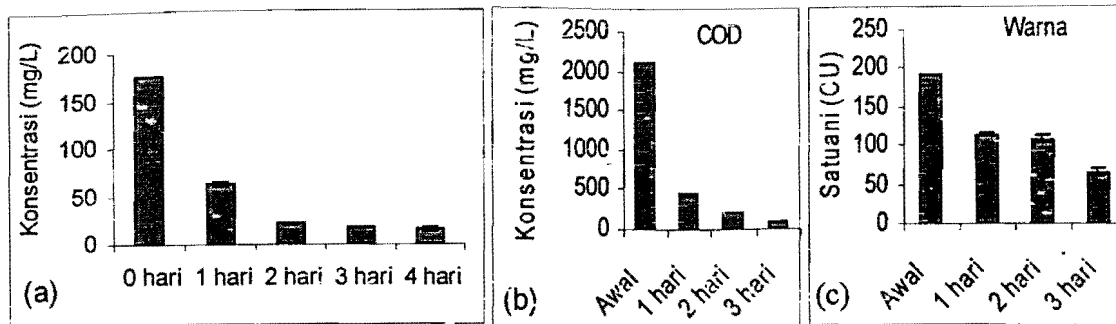 Konsentrasi (mg/L)
200
150
100
50
0
0 hari 1 hari 2 hari 3 hari 4 hari
(a)
COD
Konsentrasi (mg/L)
2500
2000
1500
1000
500
0
Awal 1 hari 2 hari 3 hari
(b)
Warna
Satuani (CU)
250
200
150
100
50
0
Awal 1 hari 2 hari 3 hari
(c)